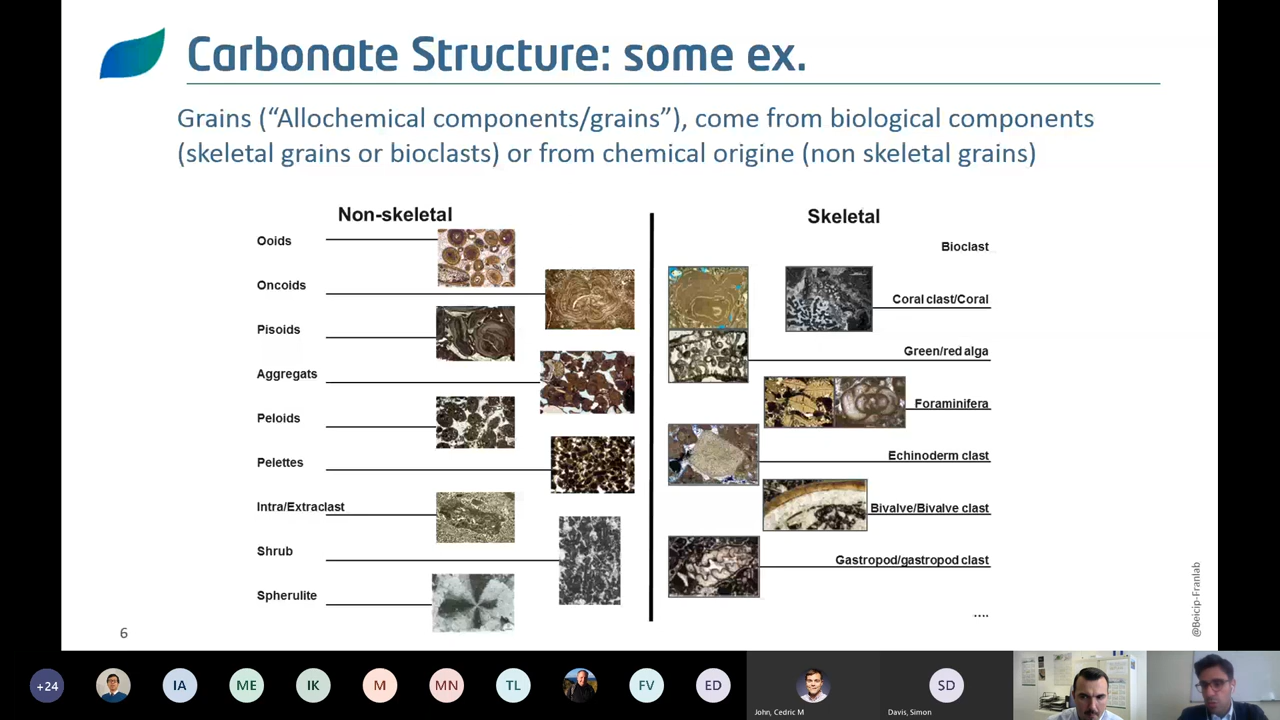 Carbonate Structure: some ex.
Grains (“Allochemical components/grains”), come from biological components
(skeletal grains or bioclasts) or from chemical origine (non skeletal grains)
Non-skeletal
Ooids
Oncoids
Pisoids
Aggregats
Peloids
Pelettes
Intra/Extraclast
Shrub
Spherulite
Skeletal
Bioclast
Coral clast/Coral
Green/red alga
Foraminifera
Echinoderm clast
Bivalve/Bivalve clast
Gastropod/gastropod clast
....
@Beicip-Franlab
6
+24
IA
ME
IK
M
MN
TL
FV
ED
John, Cedric M
SD
Davis, Simon